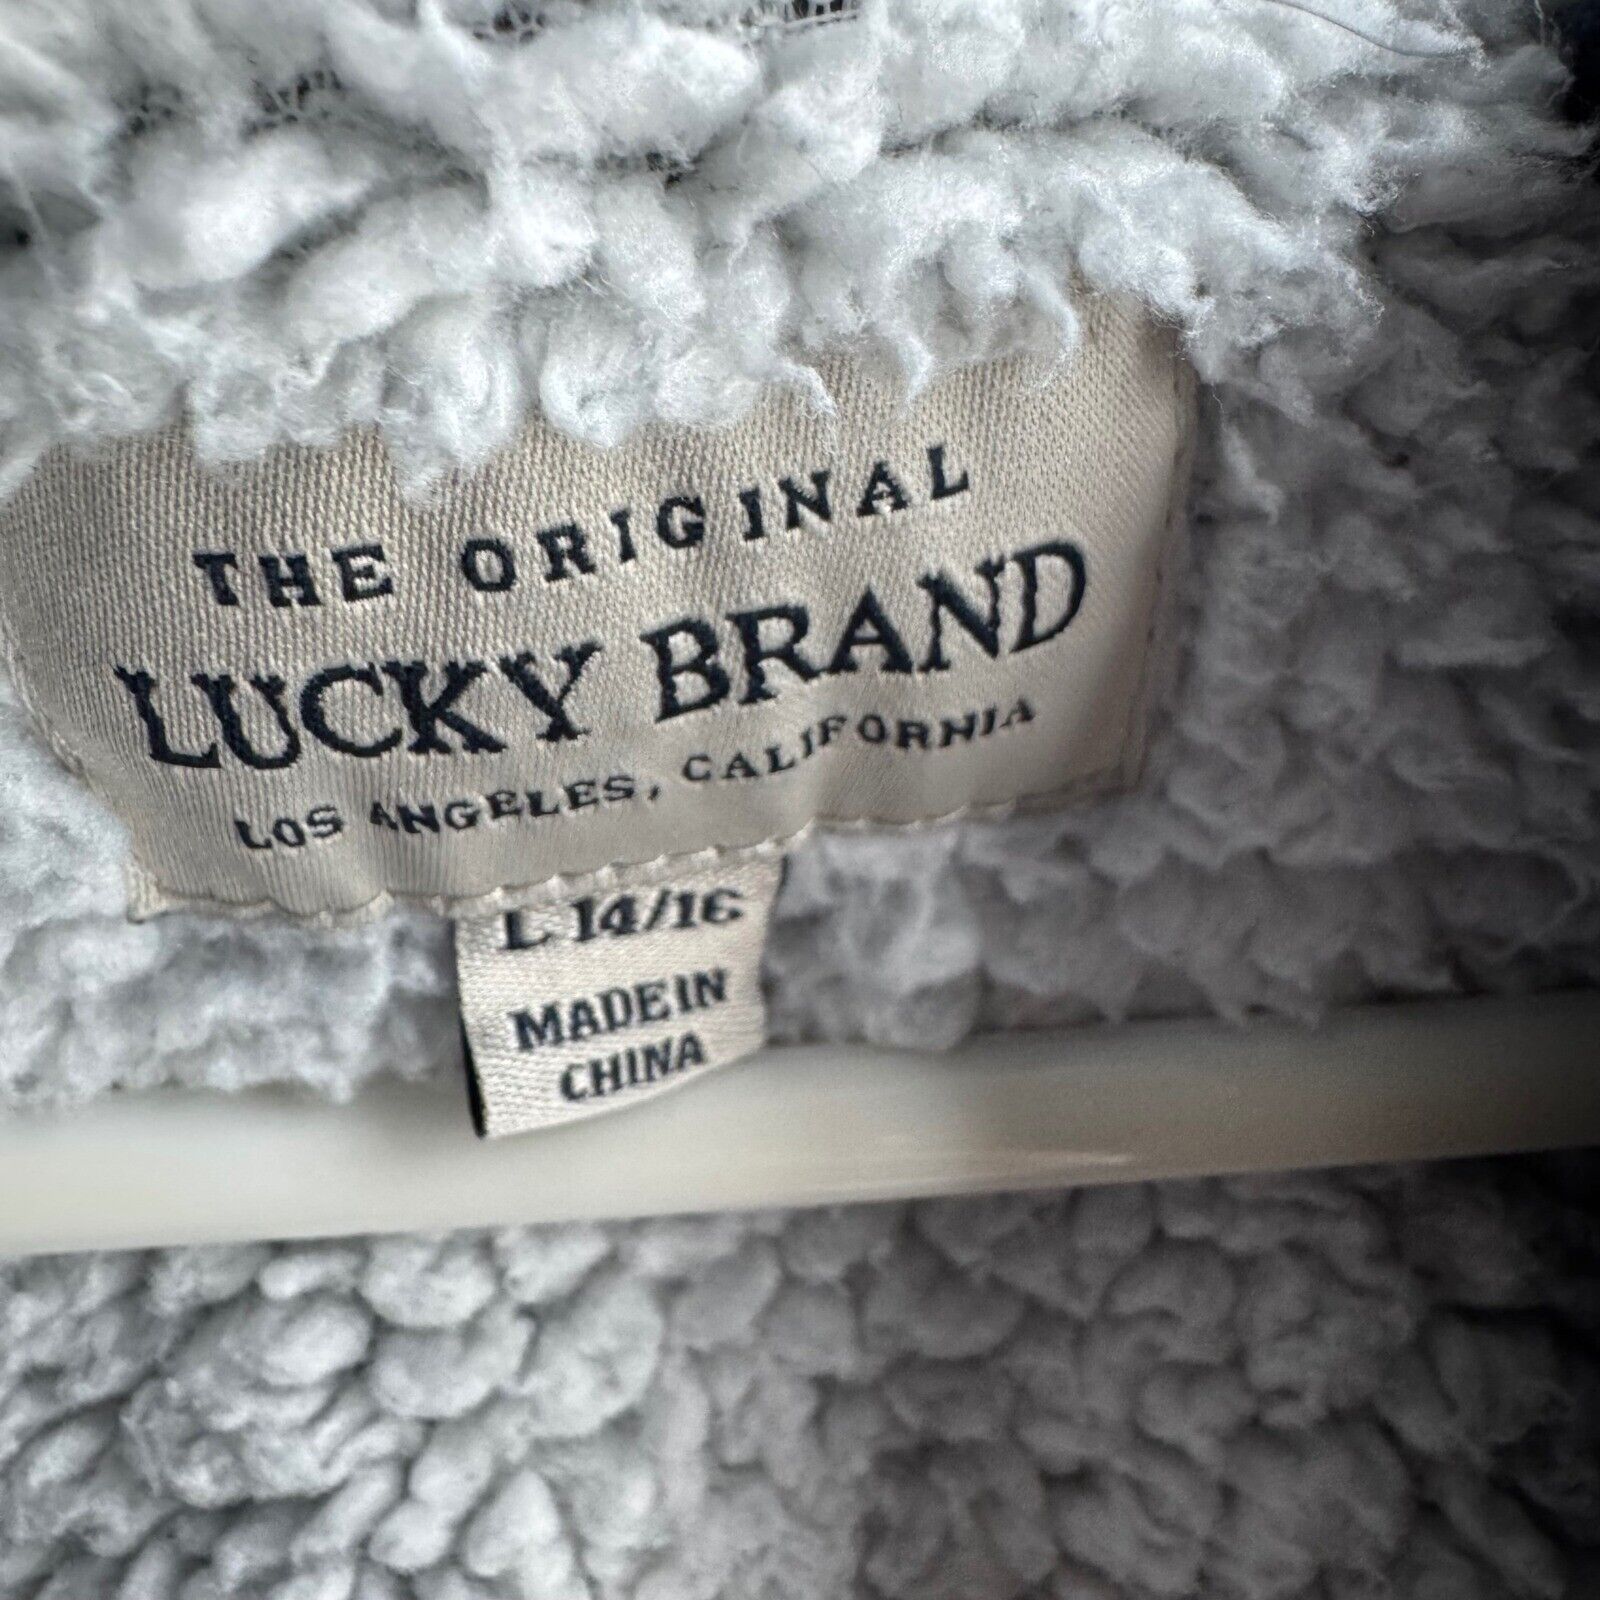 THE ORIGINAL
LUCKY BRAND
LOS ANGELES, CALIFORNIA
L 14/16
MADE IN
CHINA